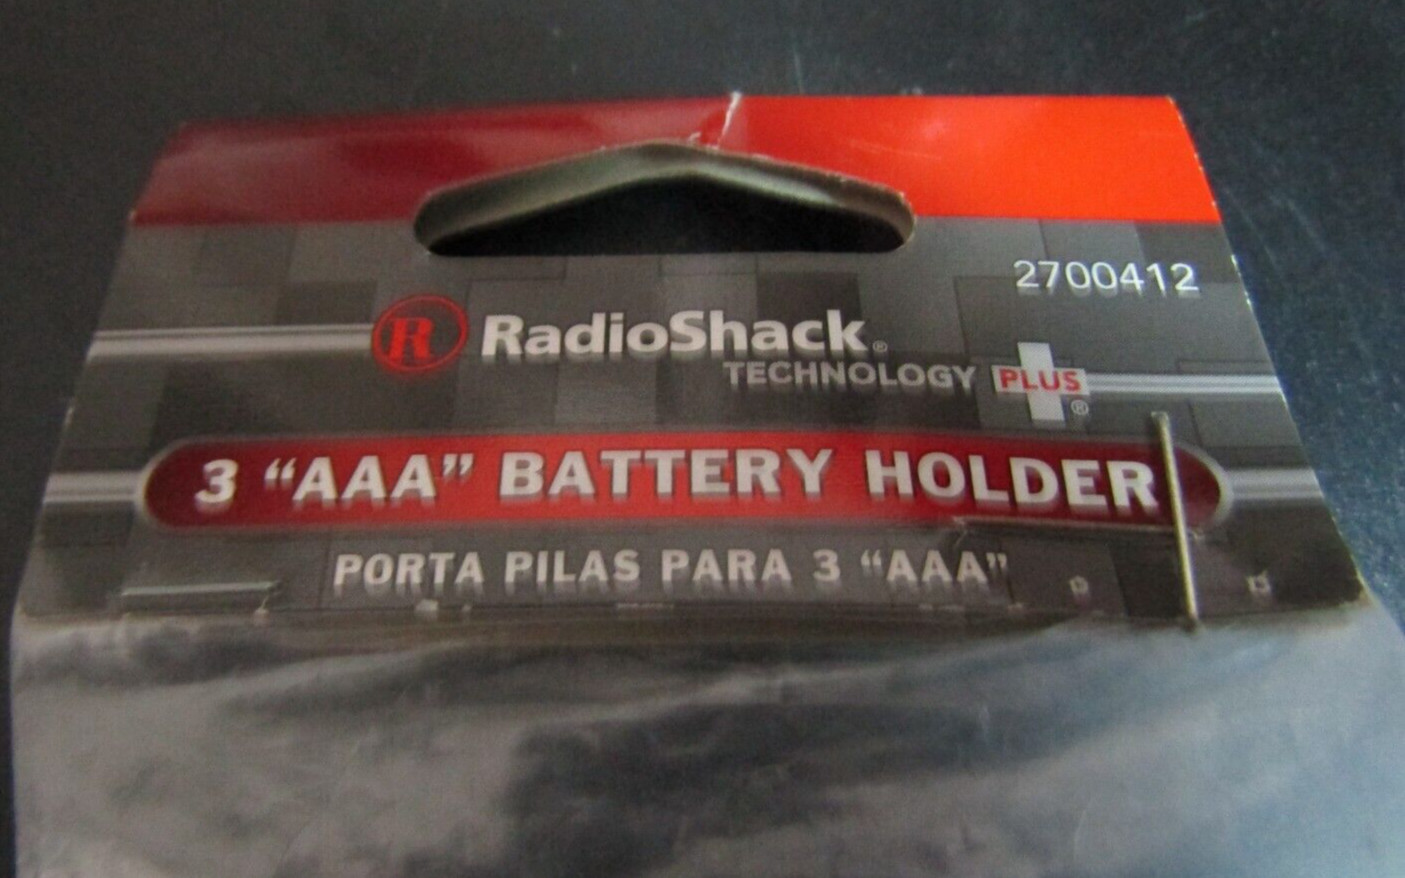 2700412
R RadioShack®
TECHNOLOGY PLUS®
3 “AAA” BATTERY HOLDER
PORTA PILAS PARA 3 “AAA”